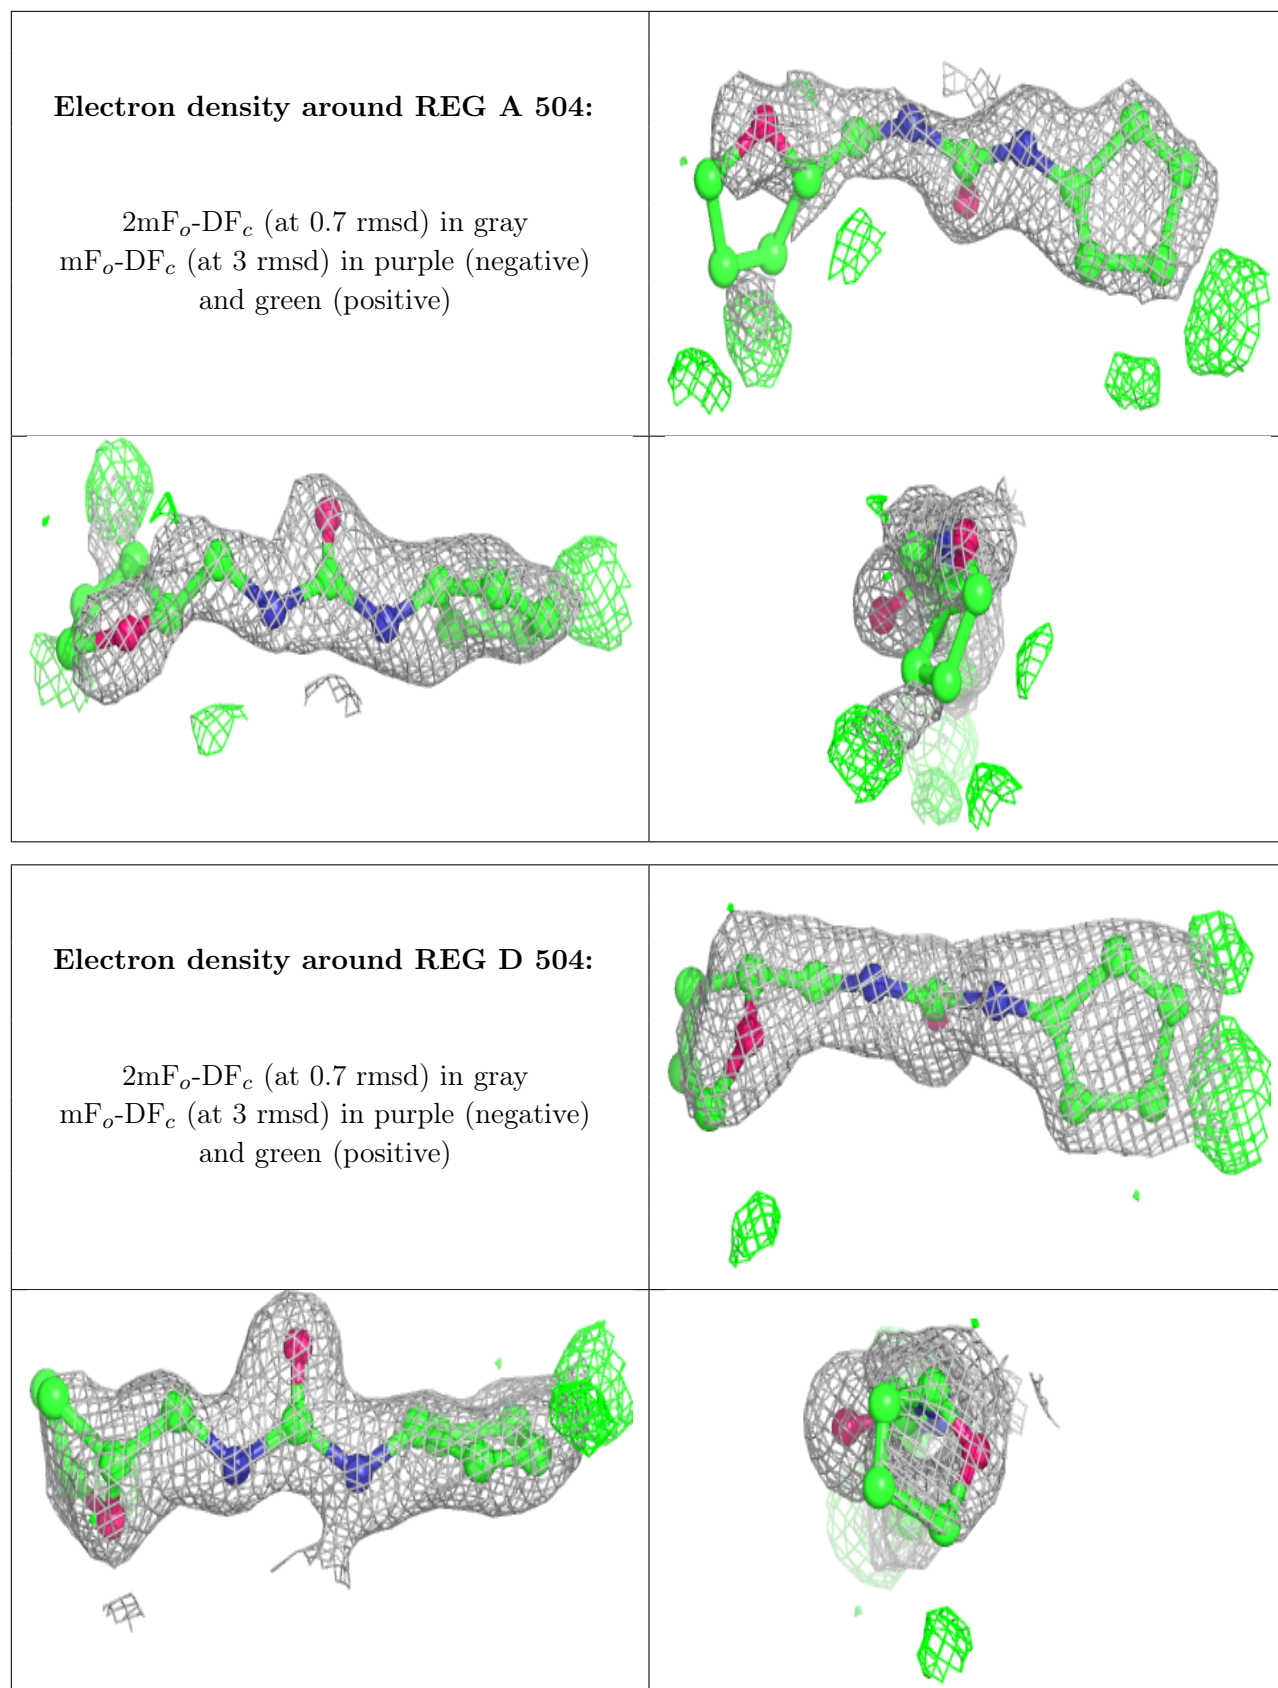 Electron density around REG A 504:
2mFₒ-DF𝒸 (at 0.7 rmsd) in gray
mFₒ-DF𝒸 (at 3 rmsd) in purple (negative)
and green (positive)
Electron density around REG D 504:
2mFₒ-DF𝒸 (at 0.7 rmsd) in gray
mFₒ-DF𝒸 (at 3 rmsd) in purple (negative)
and green (positive)